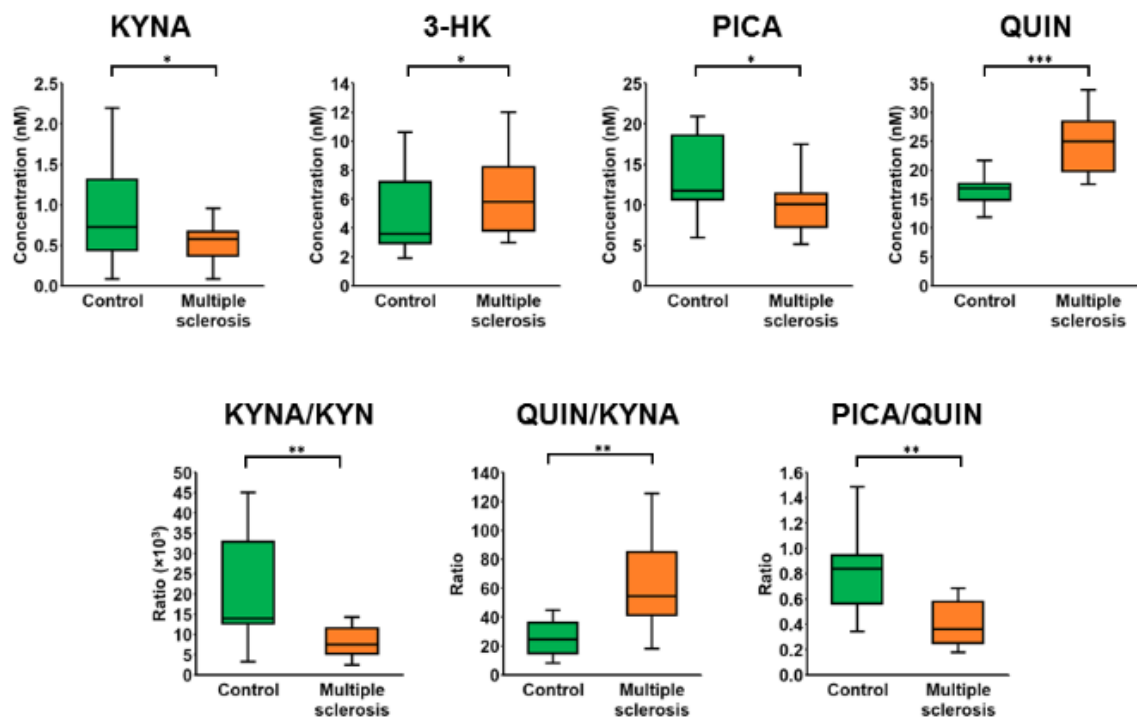 KYNA
3-HK
PICA
QUIN
*
*
*
***
Concentration (nM)
2.5
2.0
1.5
1.0
0.5
0.0
Control
Multiple
sclerosis
Concentration (nM)
14
12
10
8
6
4
2
0
Control
Multiple
sclerosis
Concentration (nM)
25
20
15
10
5
0
Control
Multiple
sclerosis
Concentration (nM)
35
30
25
20
15
10
5
0
Control
Multiple
sclerosis
KYNA/KYN
QUIN/KYNA
PICA/QUIN
**
**
**
Ratio (×10³)
50
45
40
35
30
25
20
15
10
5
0
Control
Multiple
sclerosis
Ratio
140
120
100
80
60
40
20
0
Control
Multiple
sclerosis
Ratio
1.6
1.4
1.2
1.0
0.8
0.6
0.4
0.2
0.0
Control
Multiple
sclerosis